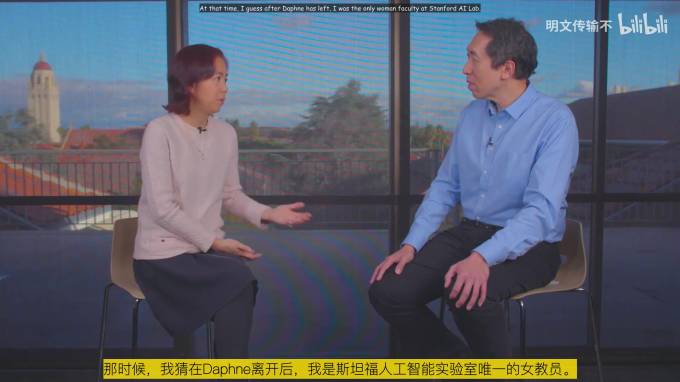 At that time, I guess after Daphne has left, I was the only woman faculty at Stanford AI Lab.
明文传输不 bilibili
那时候，我猜在Daphne离开后，我是斯坦福人工智能实验室唯一的女教员。